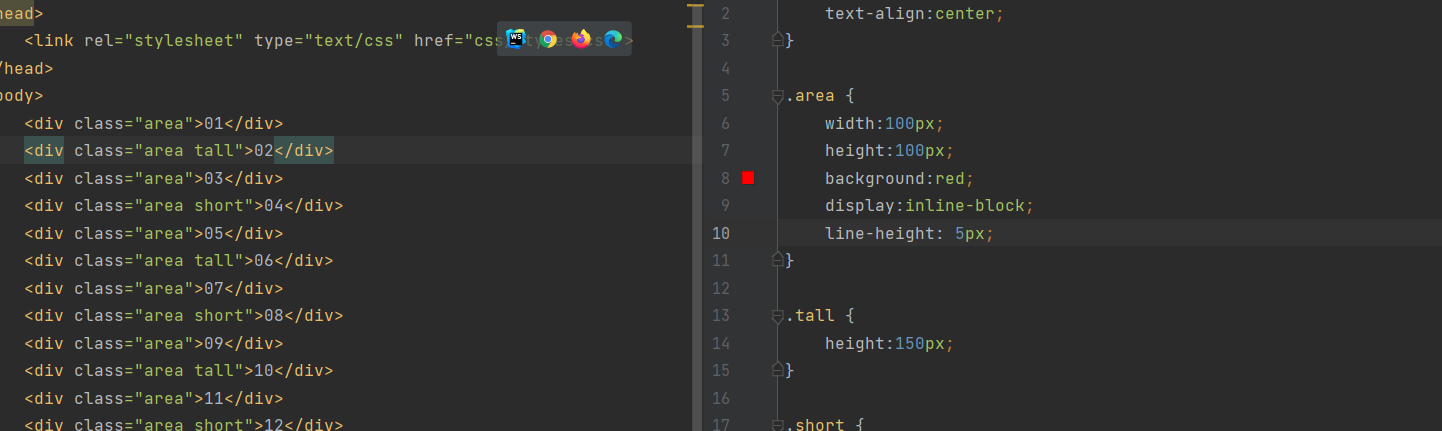 head>
<link rel="stylesheet" type="text/css" href="css >
/head>
body>
<div class="area">01</div>
<div class="area tall">02</div>
<div class="area">03</div>
<div class="area short">04</div>
<div class="area">05</div>
<div class="area tall">06</div>
<div class="area">07</div>
<div class="area short">08</div>
<div class="area">09</div>
<div class="area tall">10</div>
<div class="area">11</div>
<div class="area short">12</div>
WS
2 text-align:center;
3 }
4
5 .area {
6 width:100px;
7 height:100px;
8 background:red;
9 display:inline-block;
10 line-height: 5px;
11 }
12
13 .tall {
14 height:150px;
15 }
16
17 .short {